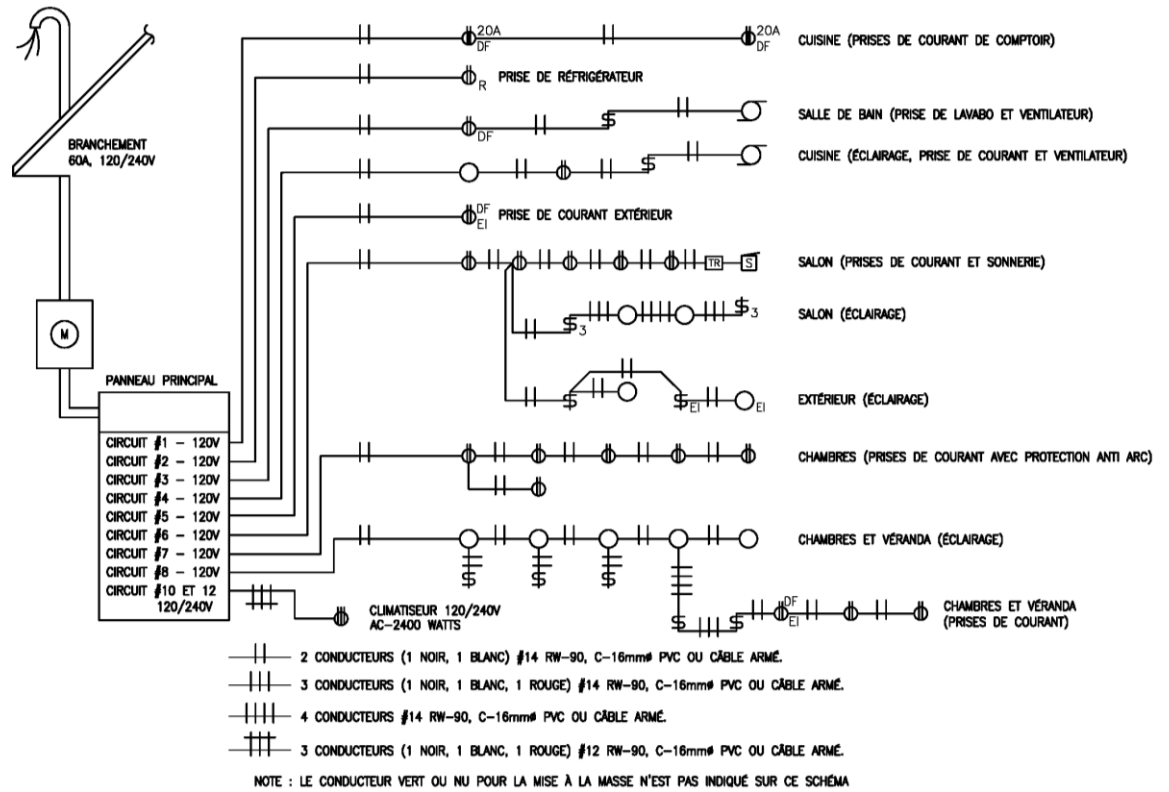 20A
DF
20A
DF
CUISINE (PRISES DE COURANT DE COMPTOIR)
R
PRISE DE RÉFRIGÉRATEUR
BRANCHEMENT
60A, 120/240V
DF
SALLE DE BAIN (PRISE DE LAVABO ET VENTILATEUR)
CUISINE (ÉCLAIRAGE, PRISE DE COURANT ET VENTILATEUR)
DF
EI
PRISE DE COURANT EXTÉRIEUR
TR
S
SALON (PRISES DE COURANT ET SONNERIE)
3
3
SALON (ÉCLAIRAGE)
M
EI
EI
EXTÉRIEUR (ÉCLAIRAGE)
PANNEAU PRINCIPAL
CIRCUIT #1 - 120V
CIRCUIT #2 - 120V
CIRCUIT #3 - 120V
CIRCUIT #4 - 120V
CIRCUIT #5 - 120V
CIRCUIT #6 - 120V
CIRCUIT #7 - 120V
CIRCUIT #8 - 120V
CIRCUIT #10 ET 12
120/240V
CHAMBRES (PRISES DE COURANT AVEC PROTECTION ANTI ARC)
CHAMBRES ET VÉRANDA (ÉCLAIRAGE)
CLIMATISEUR 120/240V
AC-2400 WATTS
DF
EI
CHAMBRES ET VÉRANDA
(PRISES DE COURANT)
2 CONDUCTEURS (1 NOIR, 1 BLANC) #14 RW-90, C-16mmø PVC OU CÂBLE ARMÉ.
3 CONDUCTEURS (1 NOIR, 1 BLANC, 1 ROUGE) #14 RW-90, C-16mmø PVC OU CÂBLE ARMÉ.
4 CONDUCTEURS #14 RW-90, C-16mmø PVC OU CÂBLE ARMÉ.
3 CONDUCTEURS (1 NOIR, 1 BLANC, 1 ROUGE) #12 RW-90, C-16mmø PVC OU CÂBLE ARMÉ.
NOTE : LE CONDUCTEUR VERT OU NU POUR LA MISE À LA MASSE N'EST PAS INDIQUÉ SUR CE SCHÉMA